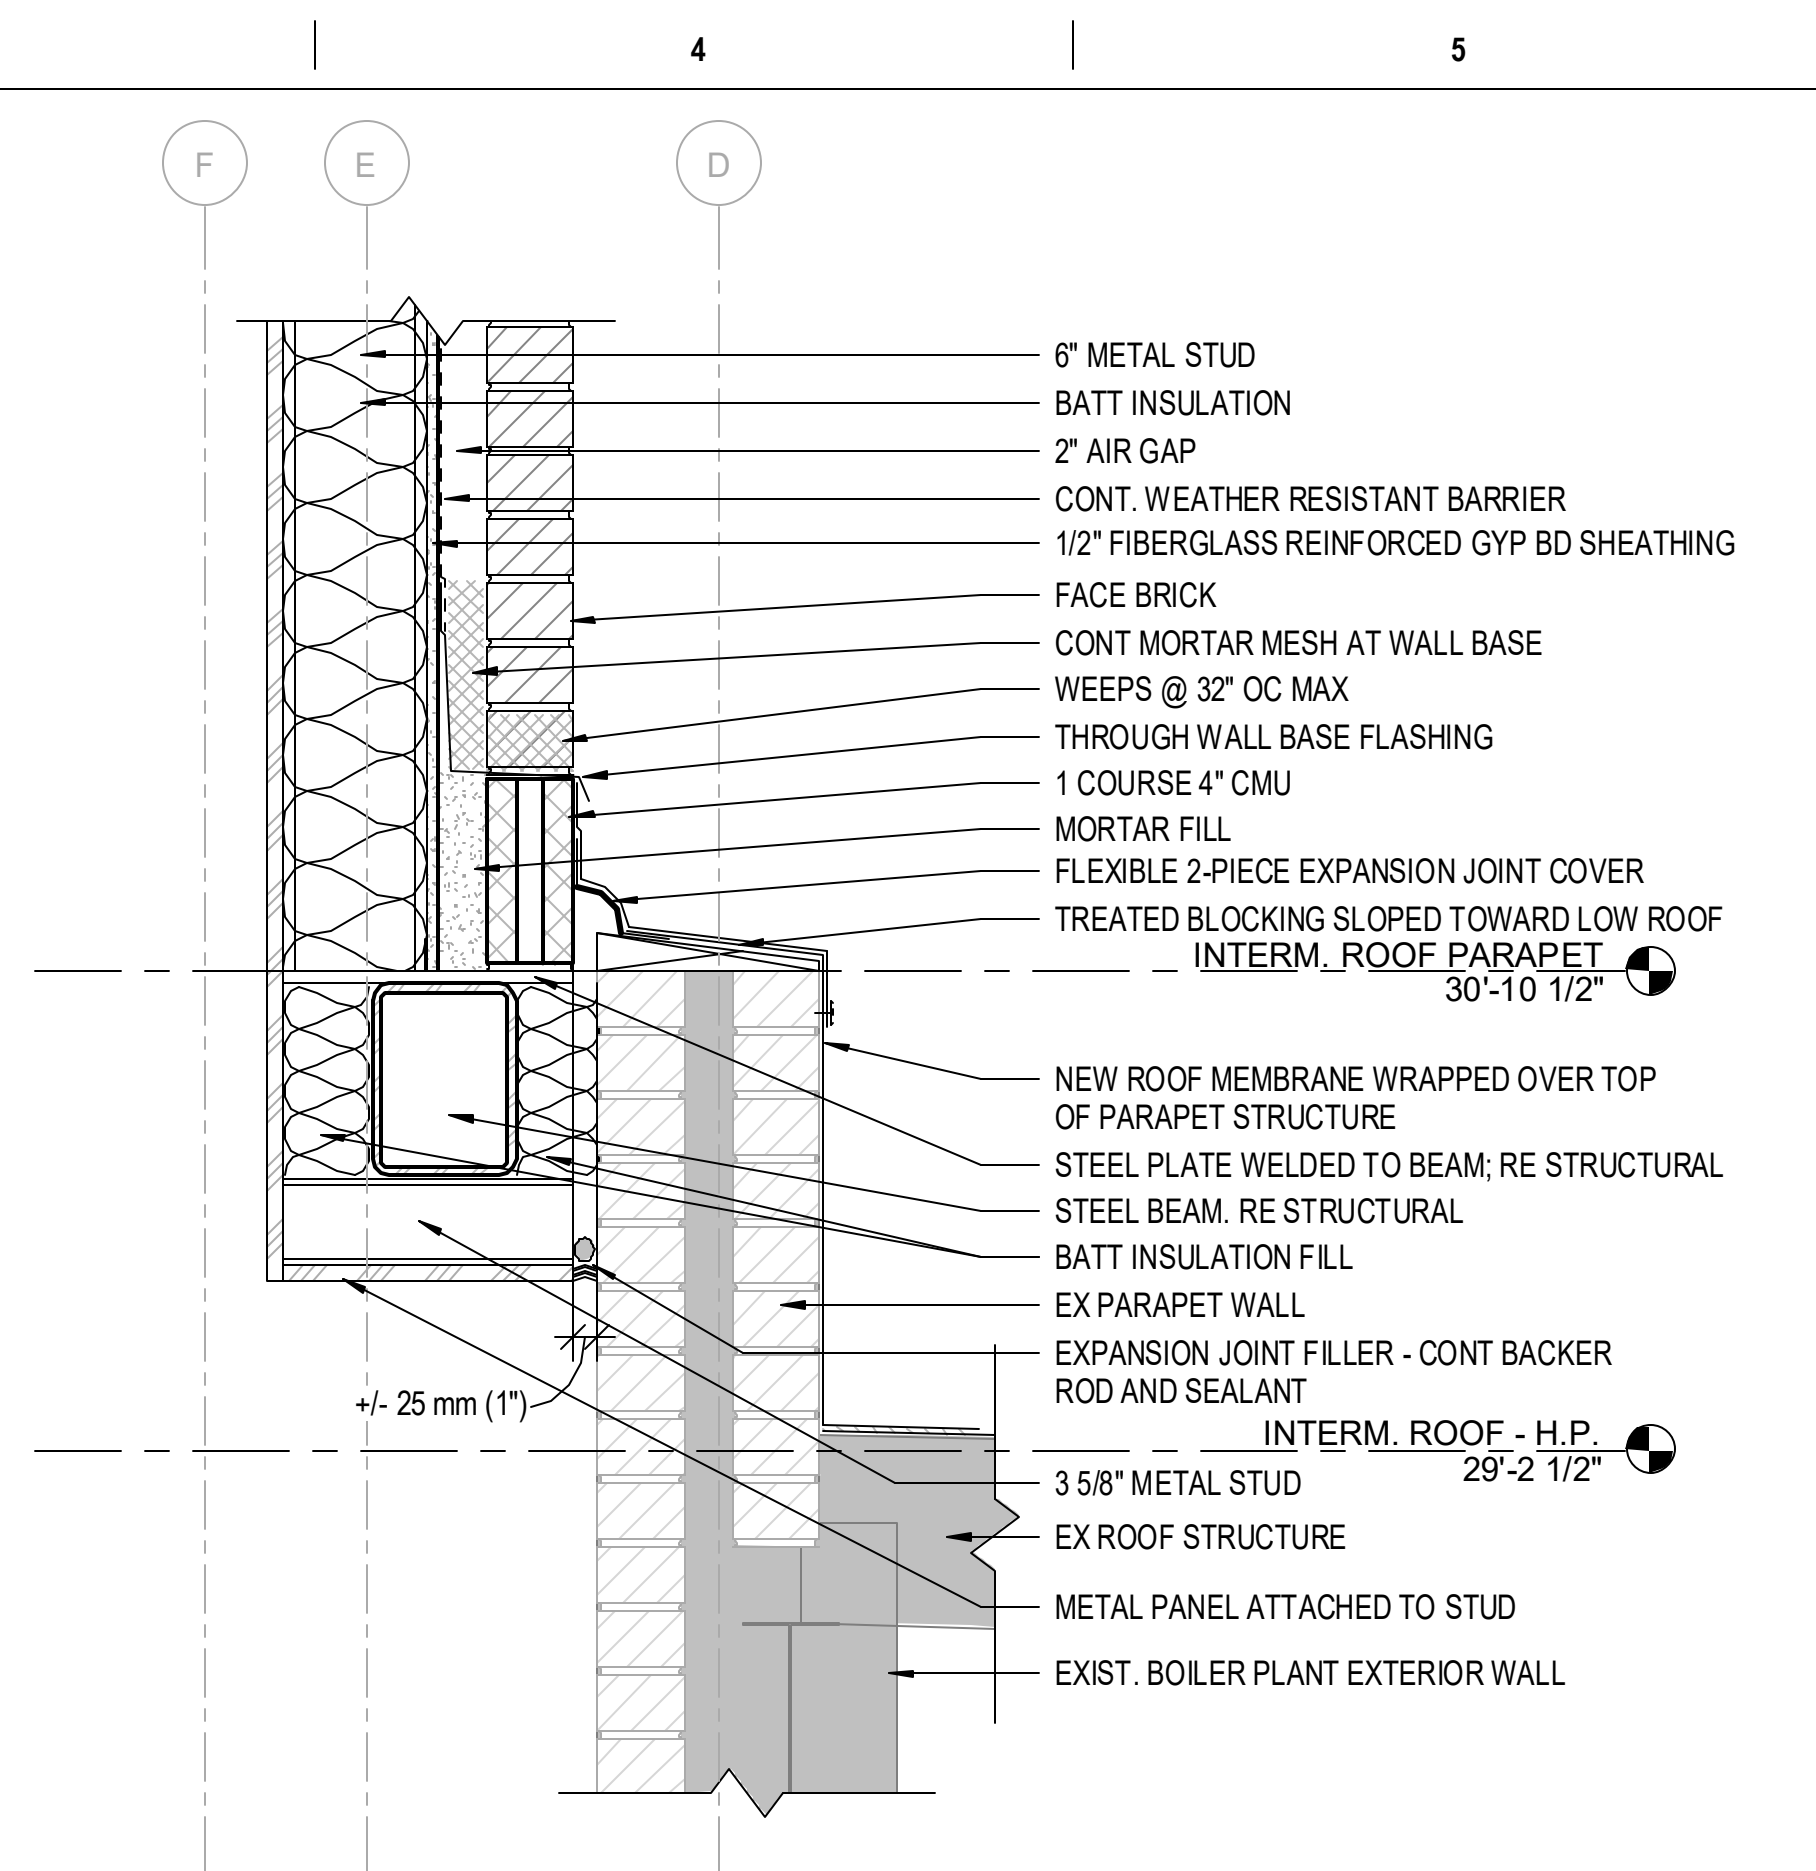 4
5
F
E
D
6" METAL STUD
BATT INSULATION
2" AIR GAP
CONT. WEATHER RESISTANT BARRIER
1/2" FIBERGLASS REINFORCED GYP BD SHEATHING
FACE BRICK
CONT MORTAR MESH AT WALL BASE
WEEPS @ 32" OC MAX
THROUGH WALL BASE FLASHING
1 COURSE 4" CMU
MORTAR FILL
FLEXIBLE 2-PIECE EXPANSION JOINT COVER
TREATED BLOCKING SLOPED TOWARD LOW ROOF
INTERM. ROOF PARAPET
30'-10 1/2"
NEW ROOF MEMBRANE WRAPPED OVER TOP
OF PARAPET STRUCTURE
STEEL PLATE WELDED TO BEAM; RE STRUCTURAL
STEEL BEAM. RE STRUCTURAL
BATT INSULATION FILL
EX PARAPET WALL
EXPANSION JOINT FILLER - CONT BACKER
ROD AND SEALANT
+/- 25 mm (1")
INTERM. ROOF - H.P.
29'-2 1/2"
3 5/8" METAL STUD
EX ROOF STRUCTURE
METAL PANEL ATTACHED TO STUD
EXIST. BOILER PLANT EXTERIOR WALL